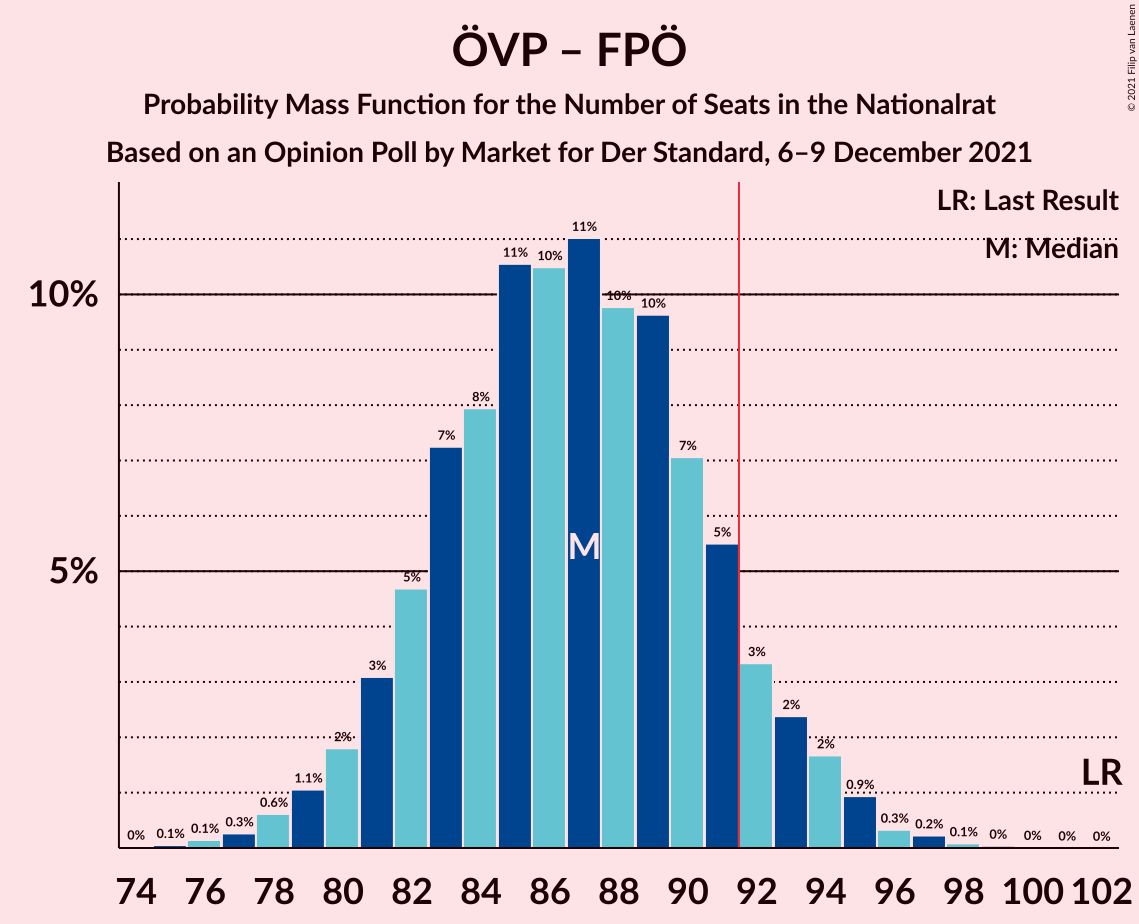 ÖVP – FPÖ
Probability Mass Function for the Number of Seats in the Nationalrat
Based on an Opinion Poll by Market for Der Standard, 6–9 December 2021
© 2021 Filip van Laenen
LR: Last Result
M: Median
10%
5%
0% 0.1% 0.1% 0.3% 0.6% 1.1% 2% 3% 5% 7% 8% 11% 10% 11% 10% 10% 7% 5% 3% 2% 2% 0.9% 0.3% 0.2% 0.1% 0% 0% 0% 0%
M
LR
74 76 78 80 82 84 86 88 90 92 94 96 98 100 102